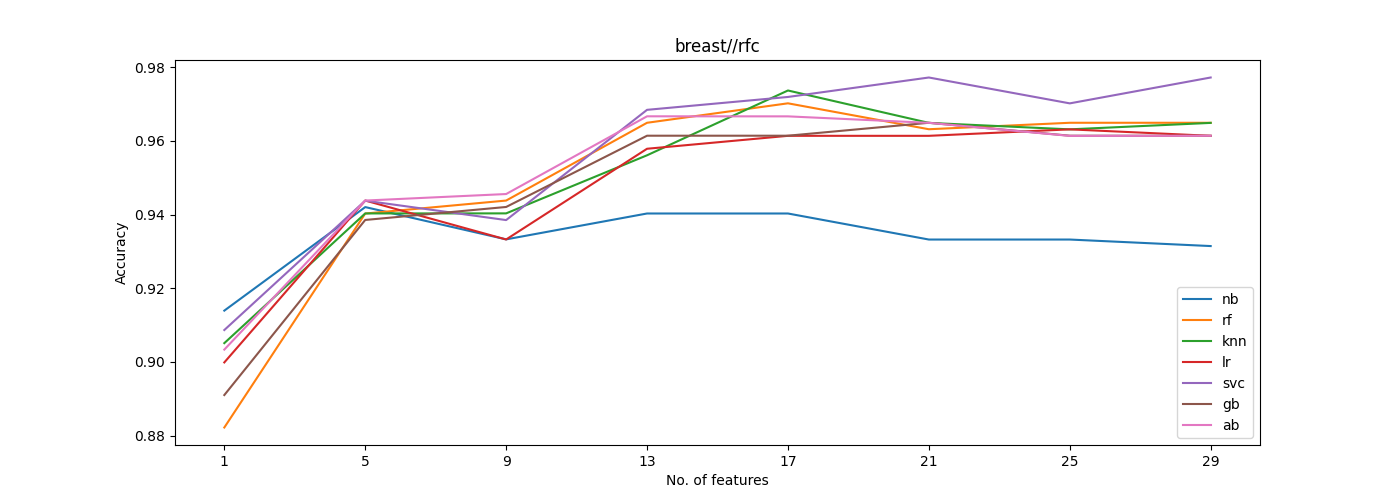 breast//rfc
0.98
0.96
0.94
0.92
0.90
0.88
Accuracy
1 5 9 13 17 21 25 29
No. of features
nb
rf
knn
lr
svc
gb
ab